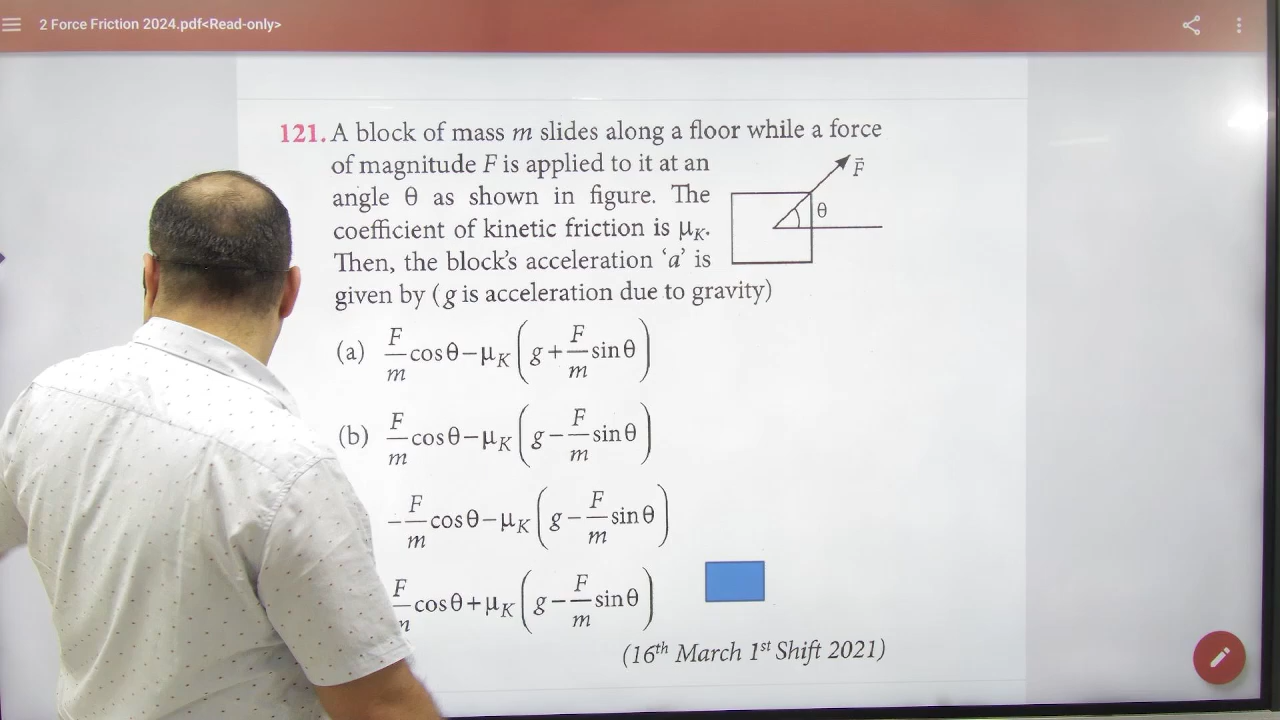 2 Force Friction 2024.pdf<Read-only>
121. A block of mass m slides along a floor while a force
of magnitude F is applied to it at an
angle θ as shown in figure. The
coefficient of kinetic friction is μK.
Then, the block's acceleration 'a' is
given by (g is acceleration due to gravity)
F⃗
θ
(a) F/m cosθ−μK(g+F/m sinθ)
(b) F/m cosθ−μK(g−F/m sinθ)
−F/m cosθ−μK(g−F/m sinθ)
F/m cosθ+μK(g−F/m sinθ)
(16th March 1st Shift 2021)